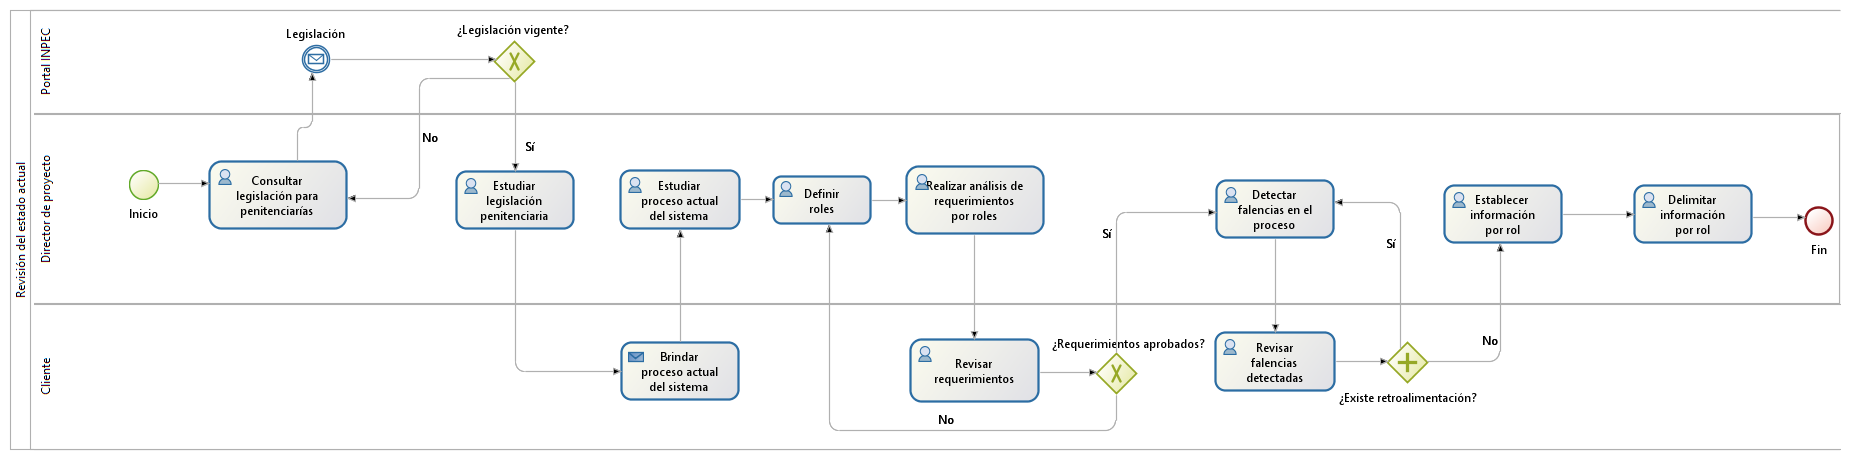 Revisión del estado actual
Portal INPEC
Legislación
¿Legislación vigente?
No
Sí
Director de proyecto
Inicio
Consultar
legislación para
penitenciarías
Estudiar
legislación
penitenciaria
Estudiar
proceso actual
del sistema
Definir
roles
Realizar análisis de
requerimientos
por roles
Sí
Detectar
falencias en el
proceso
Sí
Establecer
información
por rol
Delimitar
información
por rol
Fin
Cliente
Brindar
proceso actual
del sistema
Revisar
requerimientos
¿Requerimientos aprobados?
No
Revisar
falencias
detectadas
¿Existe retroalimentación?
No